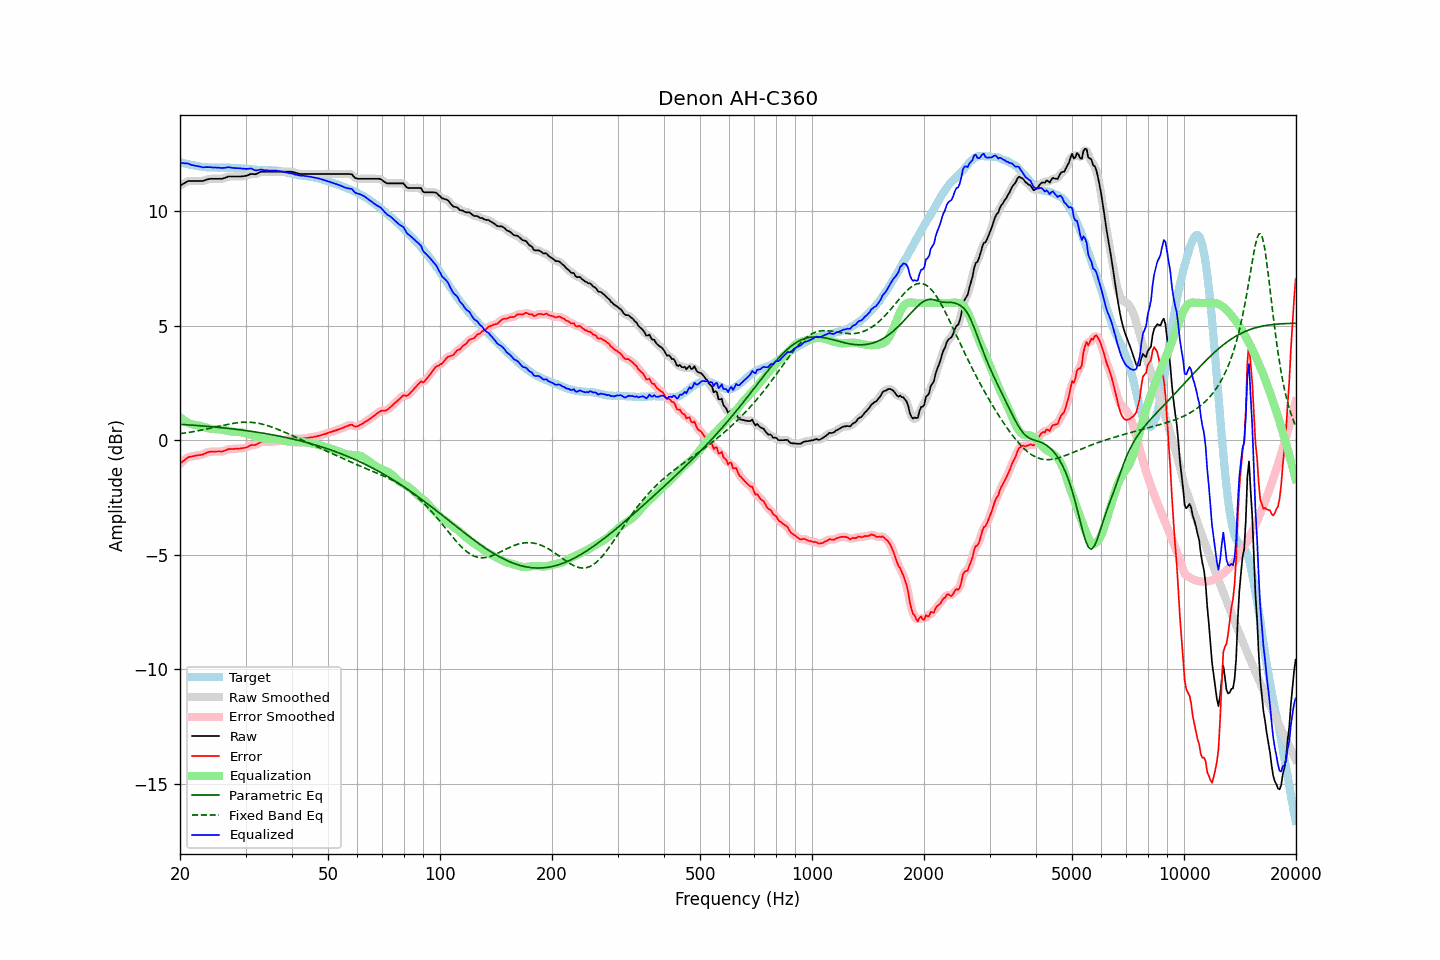 Denon AH-C360
Amplitude (dBr)
10
5
0
−5
−10
−15
Target
Raw Smoothed
Error Smoothed
Raw
Error
Equalization
Parametric Eq
Fixed Band Eq
Equalized
20 50 100 200 500 1000 2000 5000 10000 20000
Frequency (Hz)